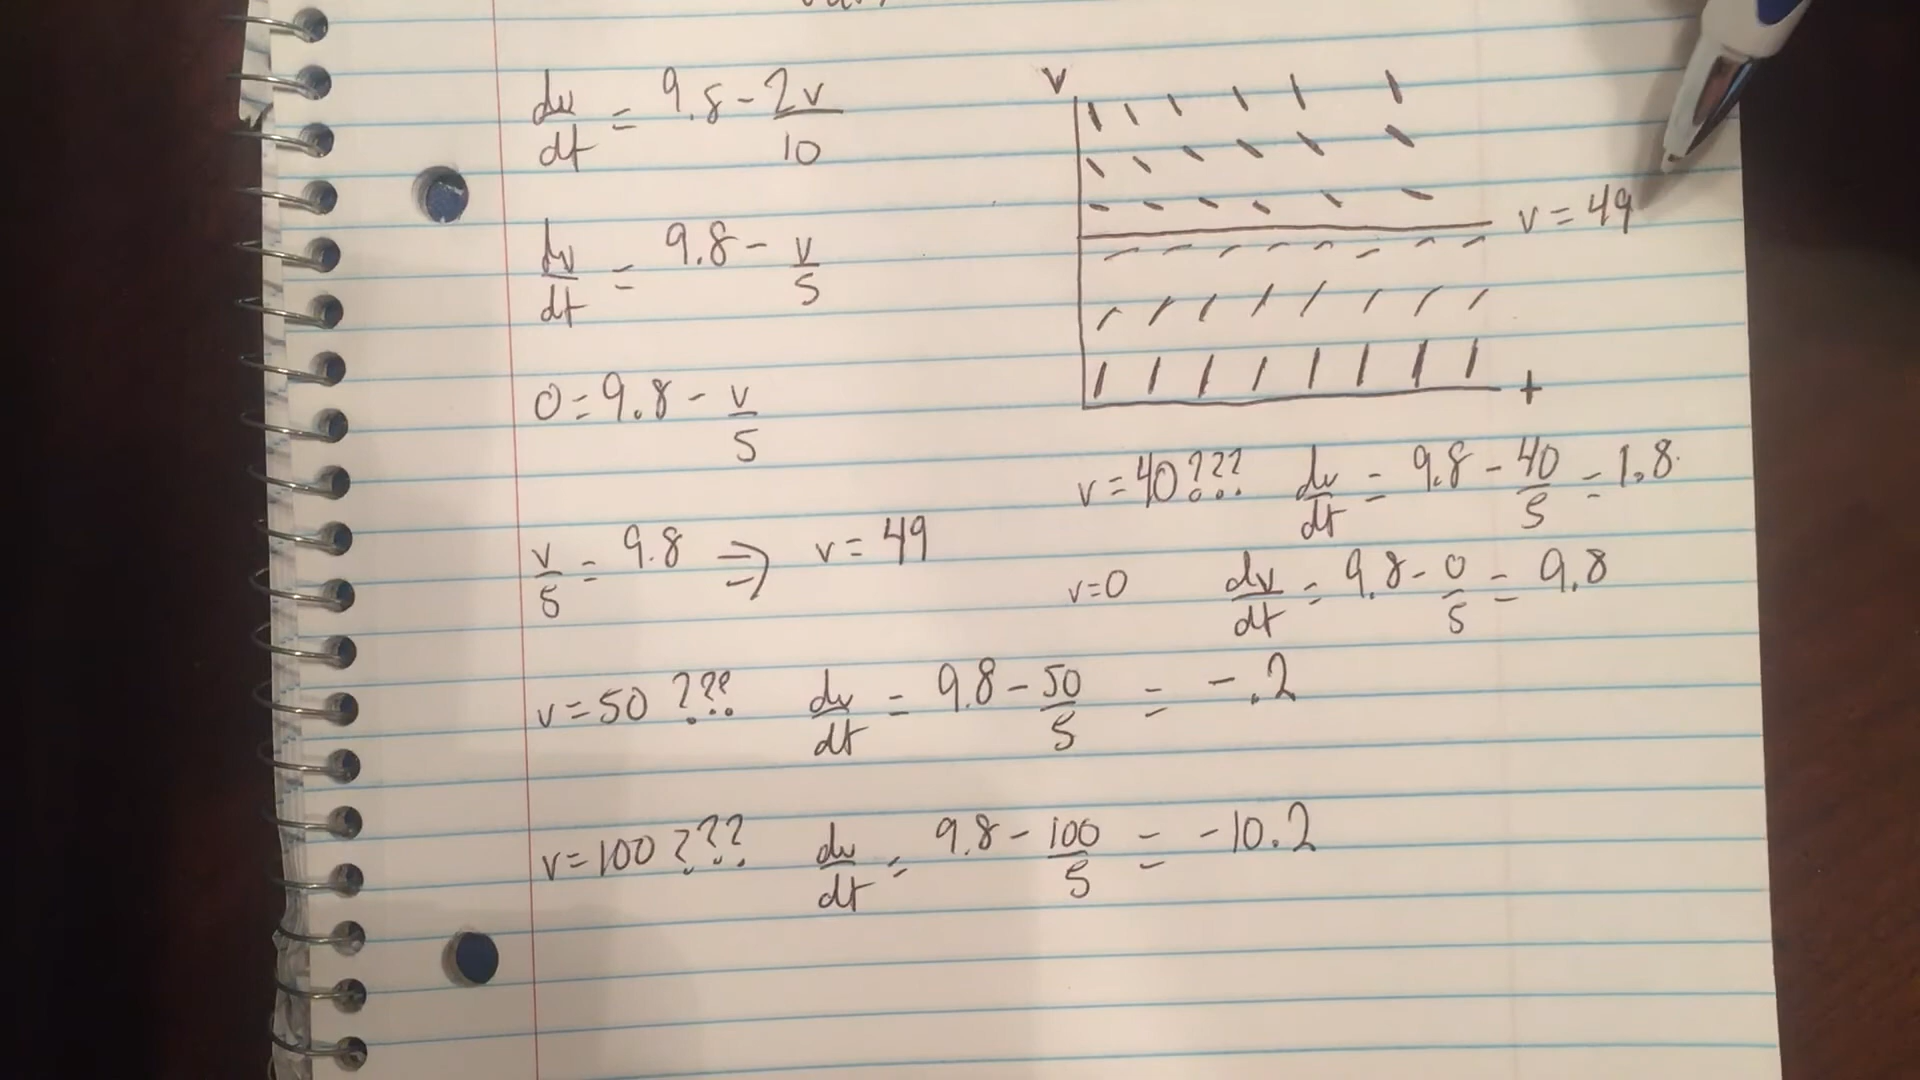 dv/dt = 9.8 - 2v/10
dv/dt = 9.8 - v/5
0 = 9.8 - v/5
v/5 = 9.8 ⇒ v = 49
v
v = 49
t
v = 40??? dv/dt = 9.8 - 40/5 = 1.8
v=0 dv/dt = 9.8 - 0/5 = 9.8
v = 50??? dv/dt = 9.8 - 50/5 = -.2
v = 100??? dv/dt = 9.8 - 100/5 = -10.2